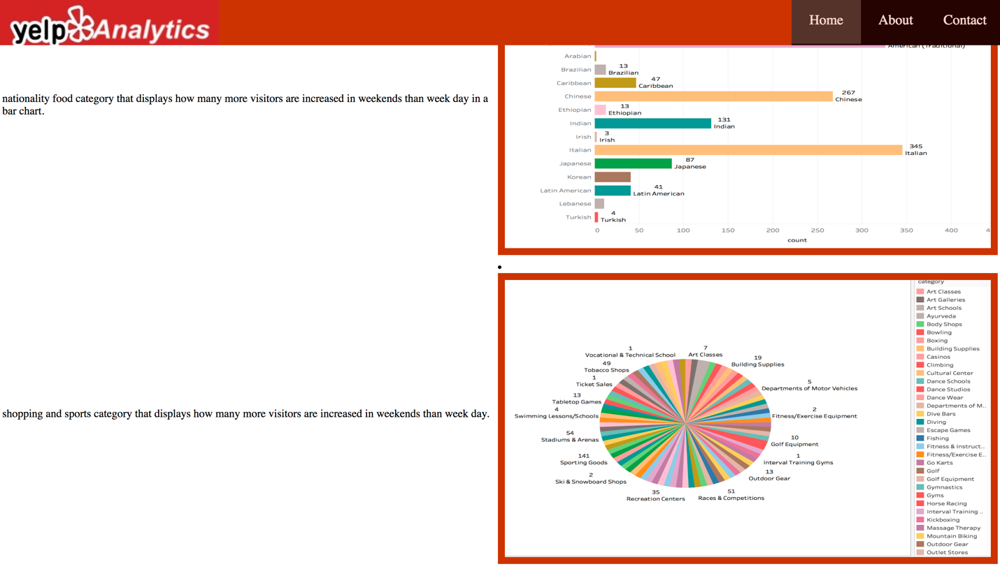 yelp Analytics
Home About Contact
American (Traditional)
Arabian
Brazilian
13
Brazilian
Caribbean
47
Caribbean
Chinese
267
Chinese
Ethiopian
13
Ethiopian
Indian
131
Indian
Irish
3
Irish
Italian
345
Italian
Japanese
87
Japanese
Korean
Latin American
41
Latin American
Lebanese
Turkish
4
Turkish
0 50 100 150 200 250 300 350 400 4
count
nationality food category that displays how many more visitors are increased in weekends than week day in a
bar chart.
shopping and sports category that displays how many more visitors are increased in weekends than week day.
1
Vocational & Technical School
7
Art Classes
49
Tobacco Shops
19
Building Supplies
1
Ticket Sales
5
Departments of Motor Vehicles
13
Tabletop Games
4
Swimming Lessons/Schools
2
Fitness/Exercise Equipment
54
Stadiums & Arenas
10
Golf Equipment
141
Sporting Goods
1
Interval Training Gyms
2
Ski & Snowboard Shops
13
Outdoor Gear
35
Recreation Centers
51
Races & Competitions
category
Art Classes
Art Galleries
Art Schools
Ayurveda
Body Shops
Bowling
Boxing
Building Supplies
Casinos
Climbing
Cultural Center
Dance Schools
Dance Studios
Dance Wear
Departments of M..
Dive Bars
Diving
Escape Games
Fishing
Fitness & Instruct..
Fitness/Exercise E..
Go Karts
Golf
Golf Equipment
Gymnastics
Gyms
Horse Racing
Interval Training ..
Kickboxing
Massage Therapy
Mountain Biking
Outdoor Gear
Outlet Stores